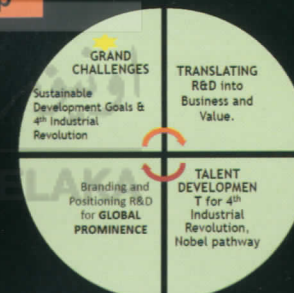 GRAND
CHALLENGES
Sustainable
Development Goals &
4th Industrial
Revolution
TRANSLATING
R&D into
Business and
Value.
Branding and
Positioning R&D
for GLOBAL
PROMINENCE
TALENT
DEVELOPMEN
T for 4th
Industrial
Revolution,
Nobel pathway
ELAKA